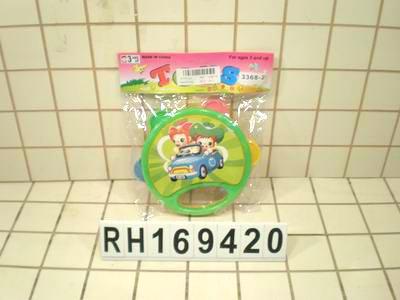 MADE IN CHINA
For ages 3 and up
3368-2
RH169420